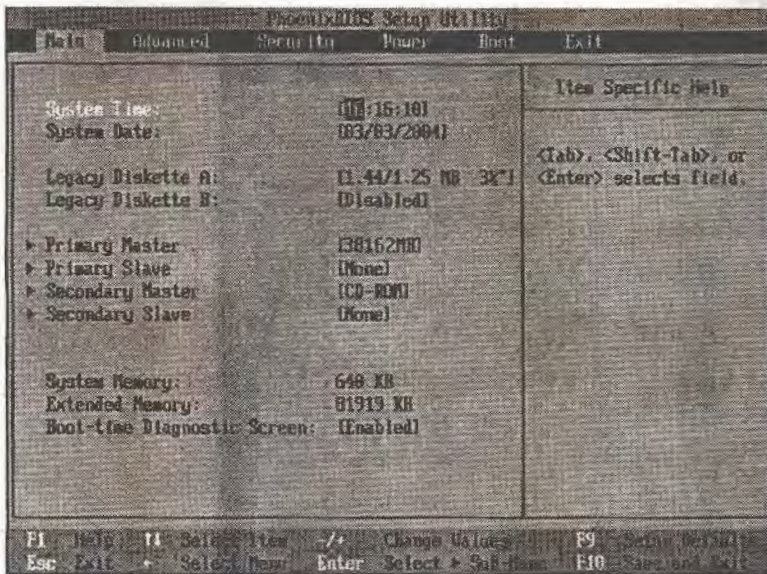 PhoenixBIOS Setup Utility
Main Advanced Security Power Boot Exit
Item Specific Help
System Time: :16:10]
System Date: [03/03/2004]
<Tab>, <Shift-Tab>, or
<Enter> selects field.
Legacy Diskette A: [1.44/1.25 MB 3½"]
Legacy Diskette B: [Disabled]
Primary Master [38162MB]
Primary Slave [None]
Secondary Master [CD-ROM]
Secondary Slave [None]
System Memory: 640 KB
Extended Memory: 81919 KB
Boot-time Diagnostic Screen: [Enabled]
F1 Help ↑↓ Select Item -/+ Change Values F9 Setup Defaults
Esc Exit Select Menu Enter Select ▸ Sub-Menu F10 Save and Exit